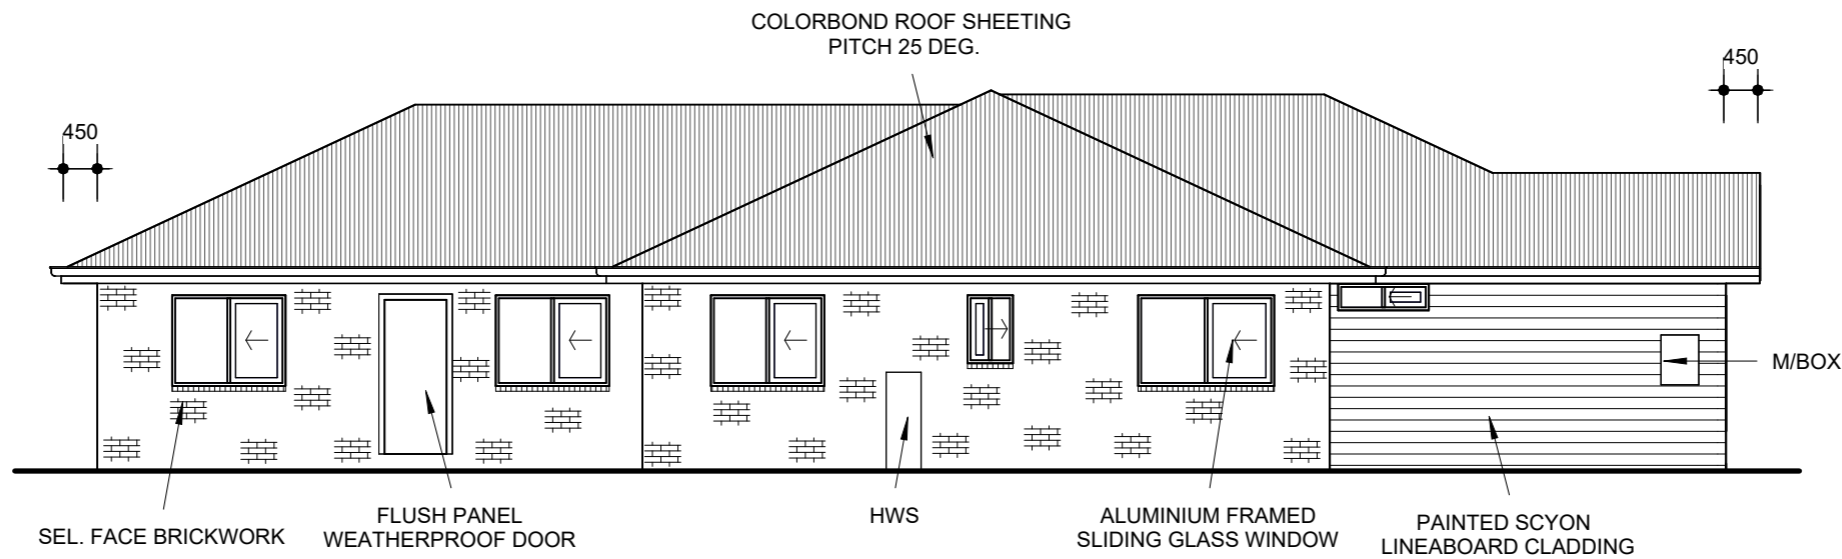 COLORBOND ROOF SHEETING
PITCH 25 DEG.
450
450
M/BOX
SEL. FACE BRICKWORK
FLUSH PANEL
WEATHERPROOF DOOR
HWS
ALUMINIUM FRAMED
SLIDING GLASS WINDOW
PAINTED SCYON
LINEABOARD CLADDING